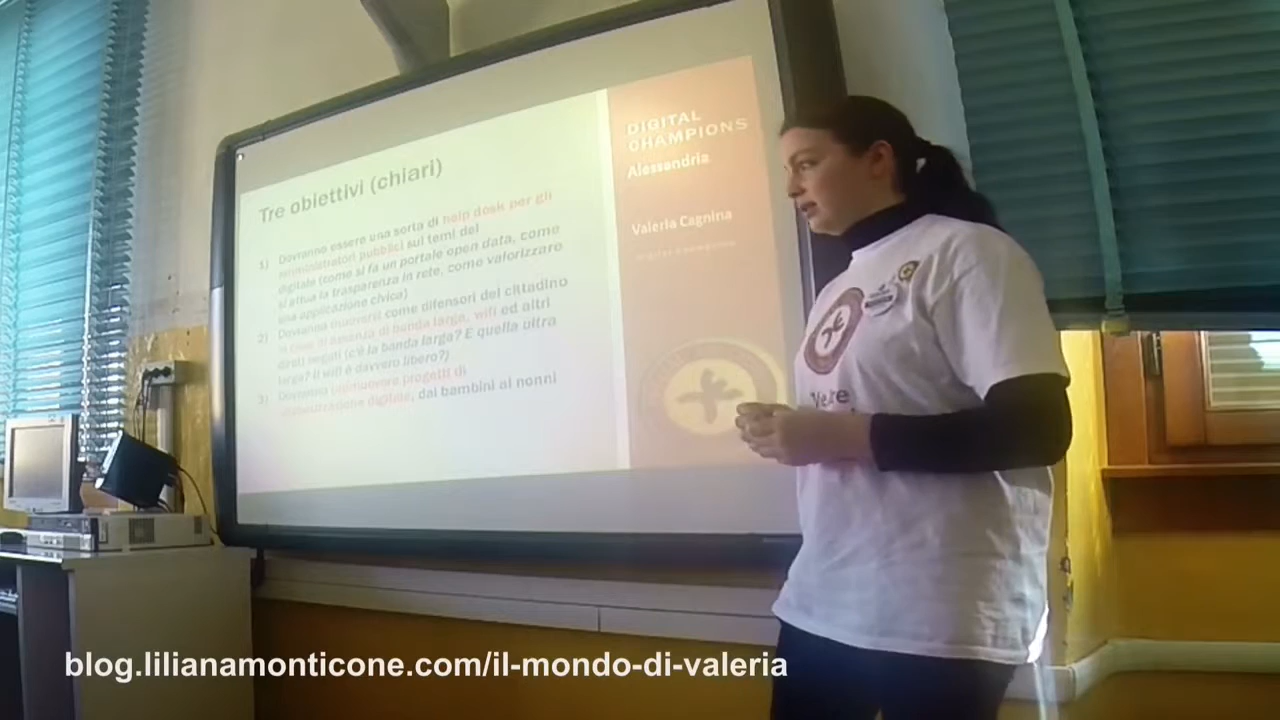 Tre obiettivi (chiari)
1) Dovranno essere una sorta di help desk per gli
amministratori pubblici sui temi del
digitale (come si fa un portale open data, come
si attua la trasparenza in rete, come valorizzare
una applicazione civica)
2) Dovranno muoversi come difensori del cittadino
in caso di assenza di banda larga, wifi ed altri
diritti negati (c'è la banda larga? E quella ultra
larga? Il wifi è davvero libero?)
3) Dovranno promuovere progetti di
alfabetizzazione digitale, dai bambini ai nonni
DIGITAL
CHAMPIONS
Alessandria
Valeria Cagnina
blog.lilianamonticone.com/il-mondo-di-valeria